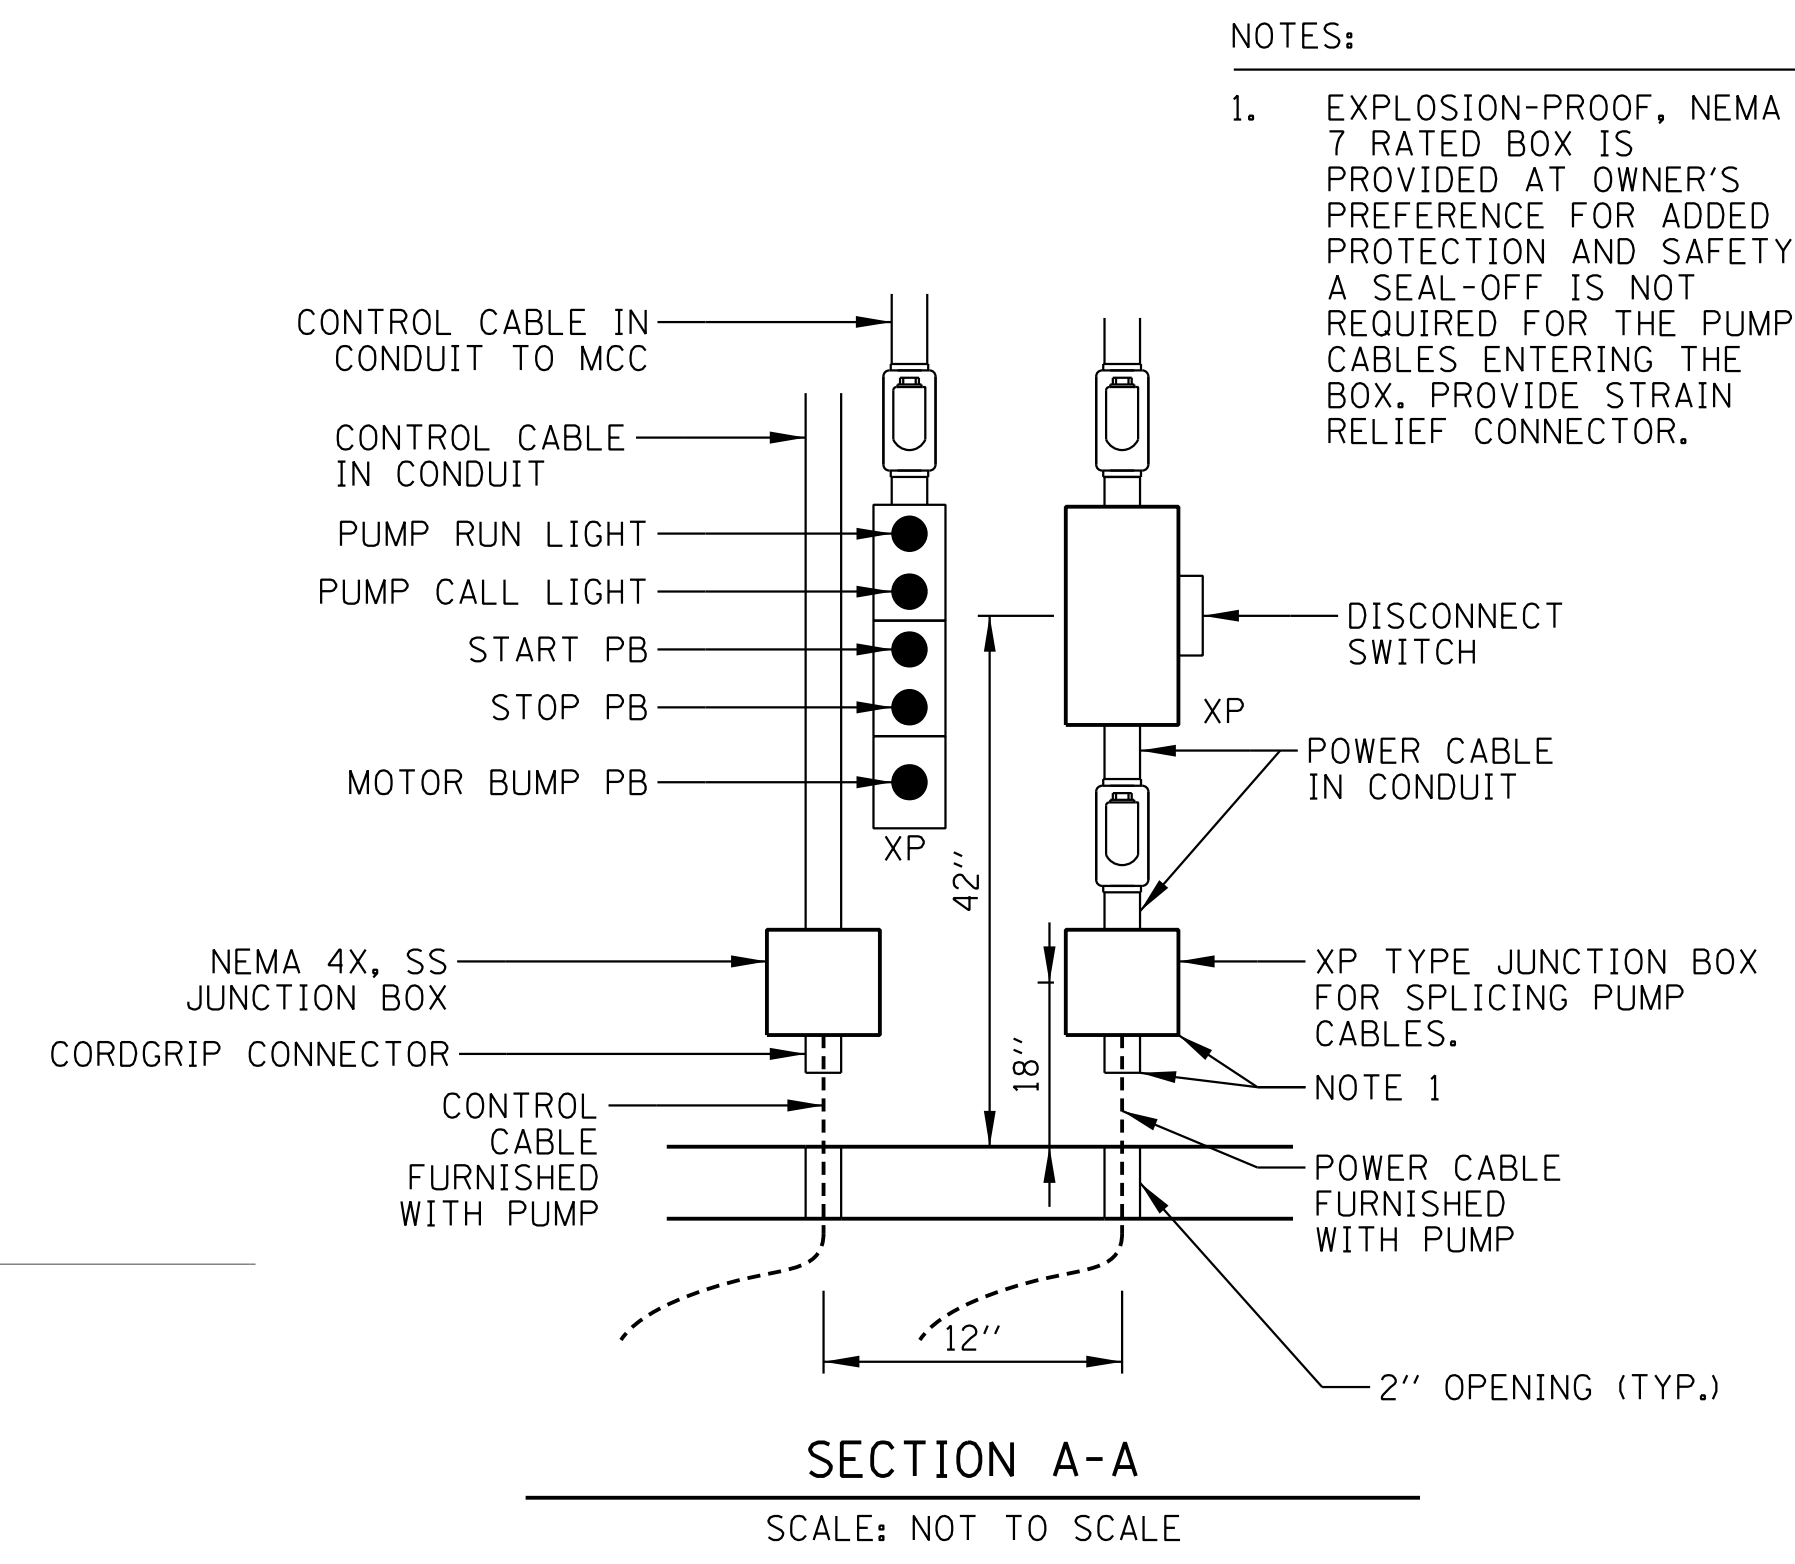 NOTES:
1. EXPLOSION-PROOF, NEMA
7 RATED BOX IS
PROVIDED AT OWNER'S
PREFERENCE FOR ADDED
PROTECTION AND SAFETY
A SEAL-OFF IS NOT
REQUIRED FOR THE PUMP
CABLES ENTERING THE
BOX. PROVIDE STRAIN
RELIEF CONNECTOR.
CONTROL CABLE IN
CONDUIT TO MCC
CONTROL CABLE
IN CONDUIT
PUMP RUN LIGHT
PUMP CALL LIGHT
START PB
STOP PB
MOTOR BUMP PB
XP
DISCONNECT
SWITCH
XP
POWER CABLE
IN CONDUIT
42"
NEMA 4X, SS
JUNCTION BOX
CORDGRIP CONNECTOR
CONTROL
CABLE
FURNISHED
WITH PUMP
18"
XP TYPE JUNCTION BOX
FOR SPLICING PUMP
CABLES.
NOTE 1
POWER CABLE
FURNISHED
WITH PUMP
12"
2" OPENING (TYP.)
SECTION A-A
SCALE: NOT TO SCALE